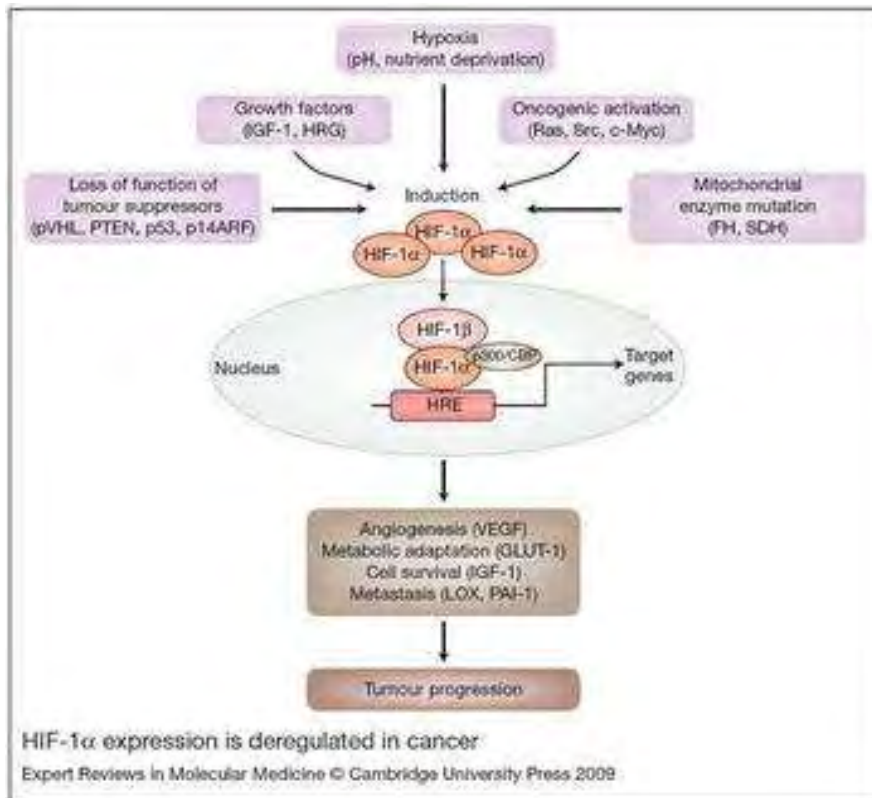 Hypoxia
(pH, nutrient deprivation)
Growth factors
(IGF-1, HRG)
Oncogenic activation
(Ras, Src, c-Myc)
Loss of function of
tumour suppressors
(pVHL, PTEN, p53, p14ARF)
Induction
Mitochondrial
enzyme mutation
(FH, SDH)
HIF-1α
HIF-1α
HIF-1α
Nucleus
HIF-1β
p300/CBP
HIF-1α
HRE
Target
genes
Angiogenesis (VEGF)
Metabolic adaptation (GLUT-1)
Cell survival (IGF-1)
Metastasis (LOX, PAI-1)
Tumour progression
HIF-1α expression is deregulated in cancer
Expert Reviews in Molecular Medicine © Cambridge University Press 2009